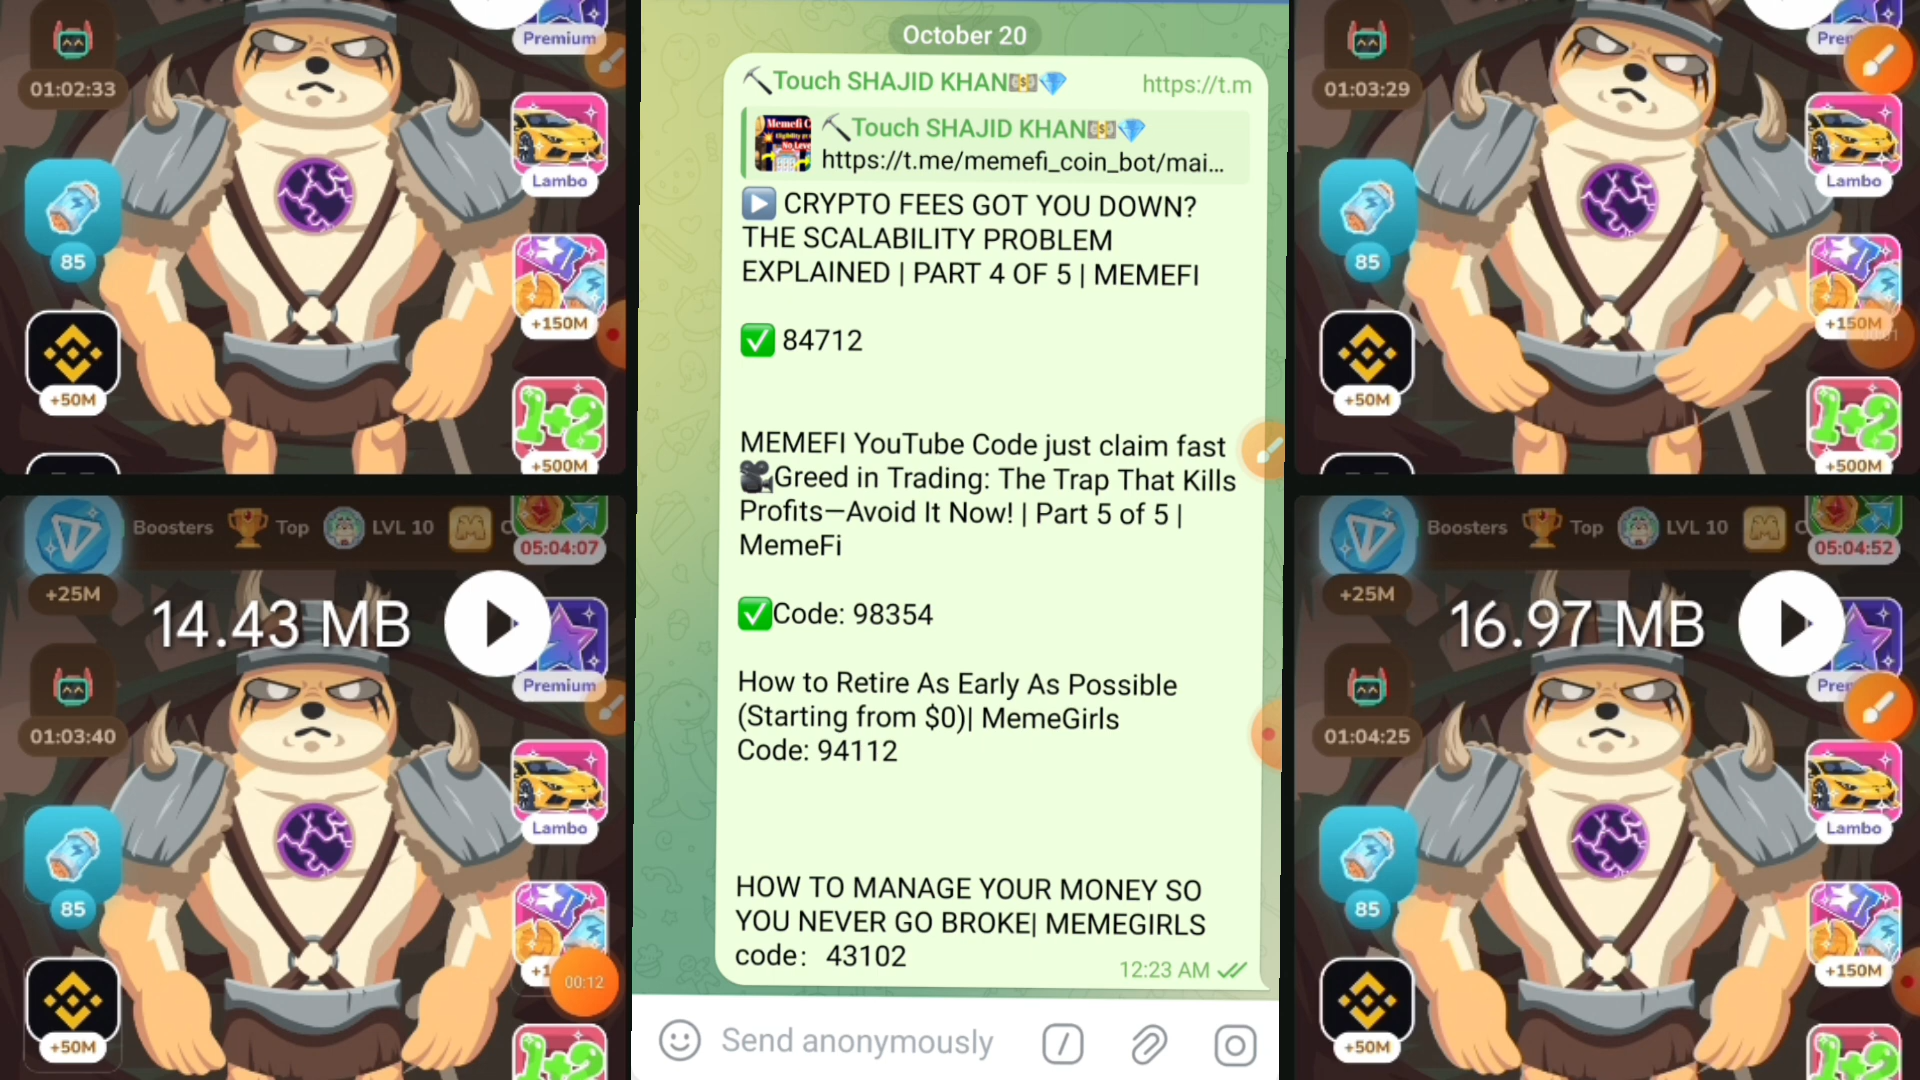 01:02:33
Premium
Lambo
85
+150M
+50M
+500M
Boosters
Top
LVL 10
05:04:07
+25M
14.43 MB
Premium
01:03:40
Lambo
85
00:12
+50M
October 20
⛏Touch SHAJID KHAN💵💎 https://t.m
⛏Touch SHAJID KHAN💵💎
https://t.me/memefi_coin_bot/mai...
▶️ CRYPTO FEES GOT YOU DOWN?
THE SCALABILITY PROBLEM
EXPLAINED | PART 4 OF 5 | MEMEFI
✅ 84712
MEMEFI YouTube Code just claim fast
🎥Greed in Trading: The Trap That Kills
Profits—Avoid It Now! | Part 5 of 5 |
MemeFi
✅Code: 98354
How to Retire As Early As Possible
(Starting from $0)| MemeGirls
Code: 94112
HOW TO MANAGE YOUR MONEY SO
YOU NEVER GO BROKE| MEMEGIRLS
code: 43102
12:23 AM
Send anonymously
01:03:29
Lambo
85
+150M
+50M
1+2
+500M
Boosters
Top
LVL 10
05:04:52
+25M
16.97 MB
01:04:25
Lambo
85
+150M
+50M